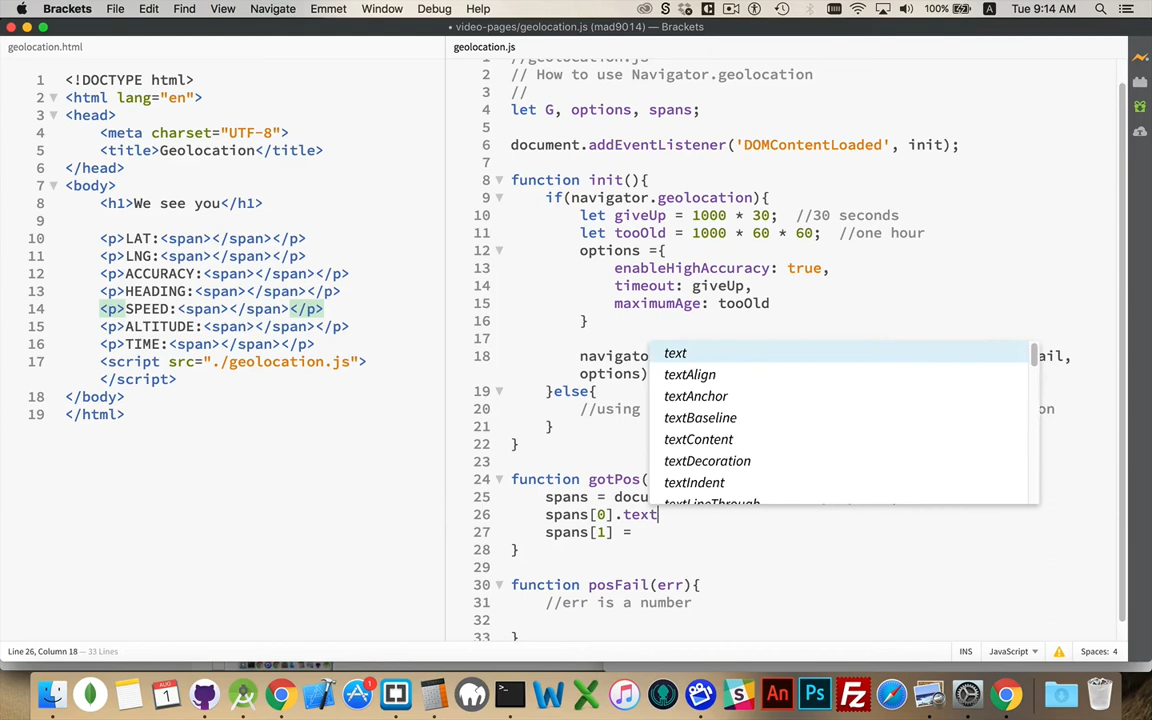 Brackets File Edit Find View Navigate Emmet Window Debug Help 100% Tue 9:14 AM
• video-pages/geolocation.js (mad9014) — Brackets
geolocation.html
1 <!DOCTYPE html>
2 <html lang="en">
3 <head>
4 <meta charset="UTF-8">
5 <title>Geolocation</title>
6 </head>
7 <body>
8 <h1>We see you</h1>
9
10 <p>LAT:<span></span></p>
11 <p>LNG:<span></span></p>
12 <p>ACCURACY:<span></span></p>
13 <p>HEADING:<span></span></p>
14 <p>SPEED:<span></span></p>
15 <p>ALTITUDE:<span></span></p>
16 <p>TIME:<span></span></p>
17 <script src="./geolocation.js">
</script>
18 </body>
19 </html>
geolocation.js
//geolocation.js
2 // How to use Navigator.geolocation
3 //
4 let G, options, spans;
5
6 document.addEventListener('DOMContentLoaded', init);
7
8 function init(){
9 if(navigator.geolocation){
10 let giveUp = 1000 * 30; //30 seconds
11 let tooOld = 1000 * 60 * 60; //one hour
12 options ={
13 enableHighAccuracy: true,
14 timeout: giveUp,
15 maximumAge: tooOld
16 }
17
18 navigato ail,
options)
19 }else{
20 //using on
21 }
22 }
23
24 function gotPos(
25 spans = docu
26 spans[0].text
27 spans[1] =
28 }
29
30 function posFail(err){
31 //err is a number
32
33 }
text
textAlign
textAnchor
textBaseline
textContent
textDecoration
textIndent
textLineThrough
Line 26, Column 18 — 33 Lines
INS JavaScript Spaces: 4
AUG
1
1
An Ps Fz